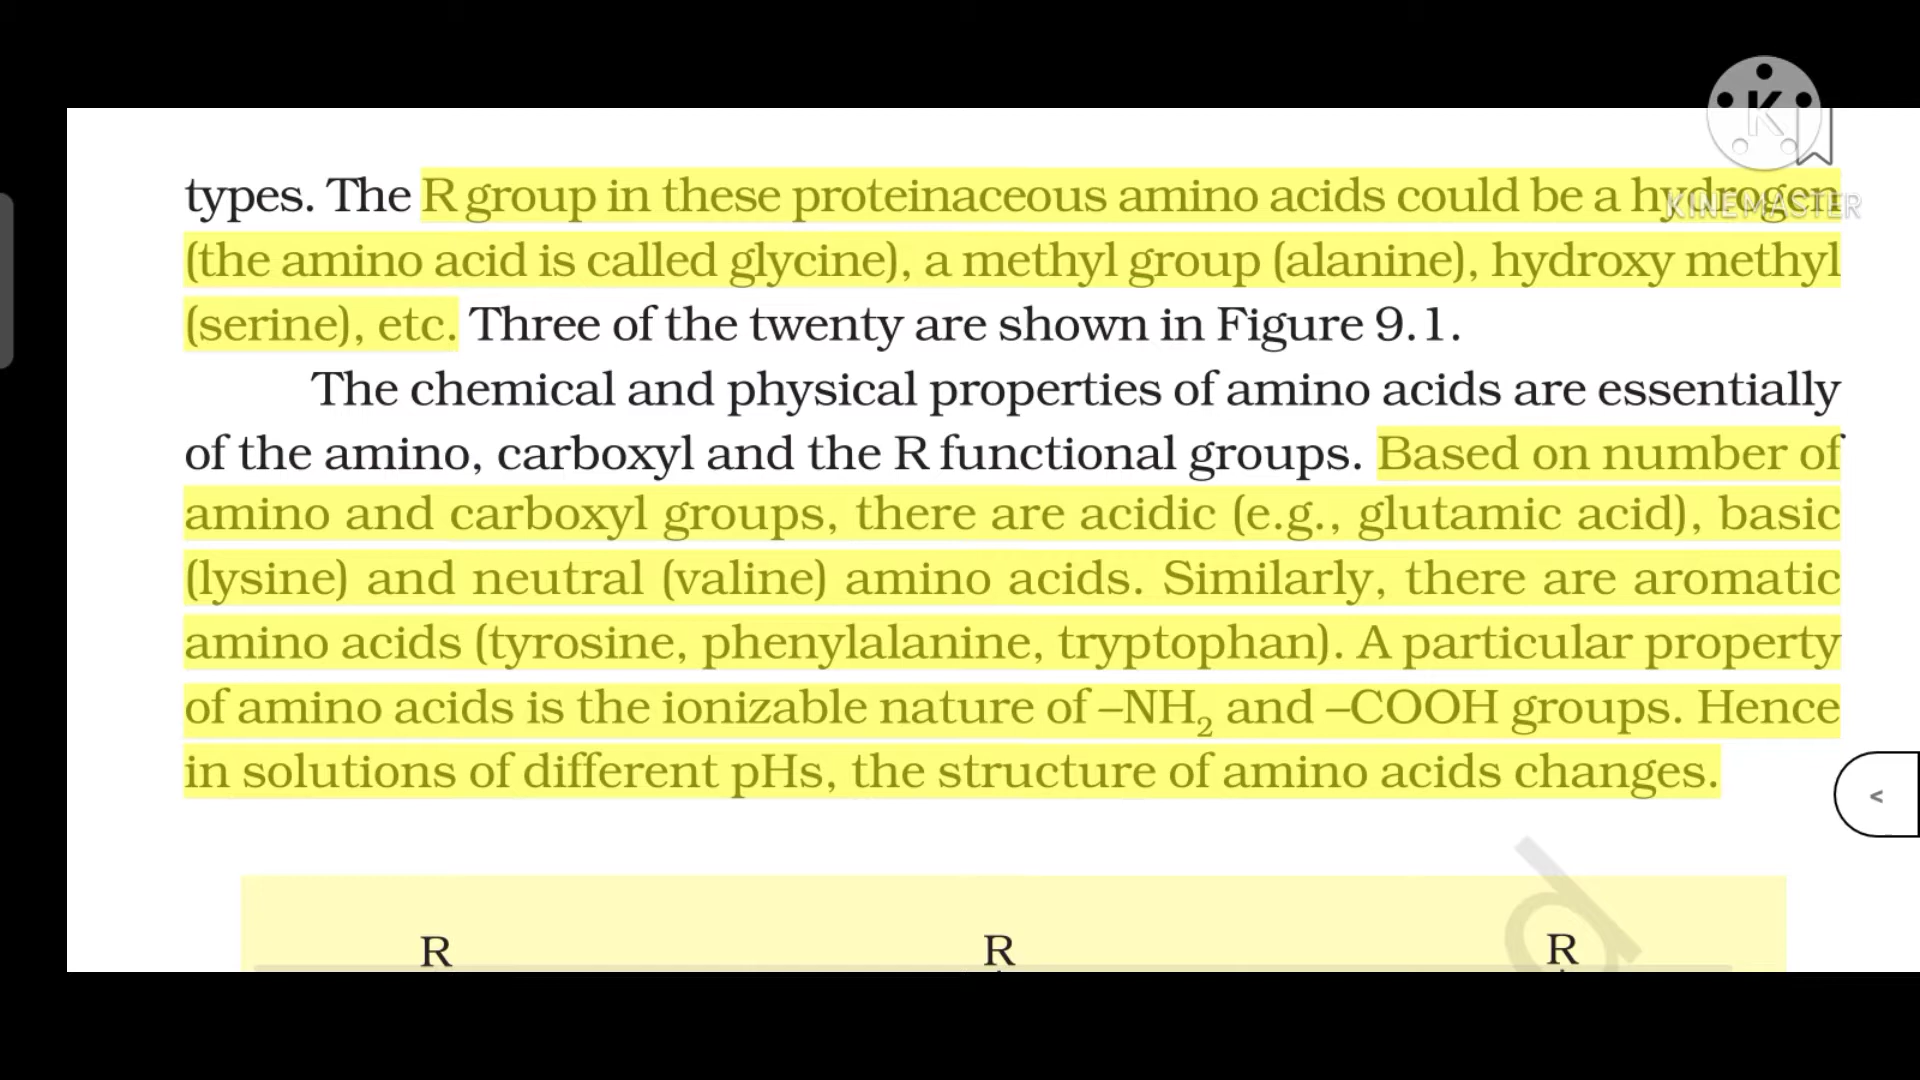 K
KINEMASTER
types. The R group in these proteinaceous amino acids could be a hydrogen
(the amino acid is called glycine), a methyl group (alanine), hydroxy methyl
(serine), etc. Three of the twenty are shown in Figure 9.1.
The chemical and physical properties of amino acids are essentially
of the amino, carboxyl and the R functional groups. Based on number of
amino and carboxyl groups, there are acidic (e.g., glutamic acid), basic
(lysine) and neutral (valine) amino acids. Similarly, there are aromatic
amino acids (tyrosine, phenylalanine, tryptophan). A particular property
of amino acids is the ionizable nature of –NH₂ and –COOH groups. Hence
in solutions of different pHs, the structure of amino acids changes.
<
d
R R R